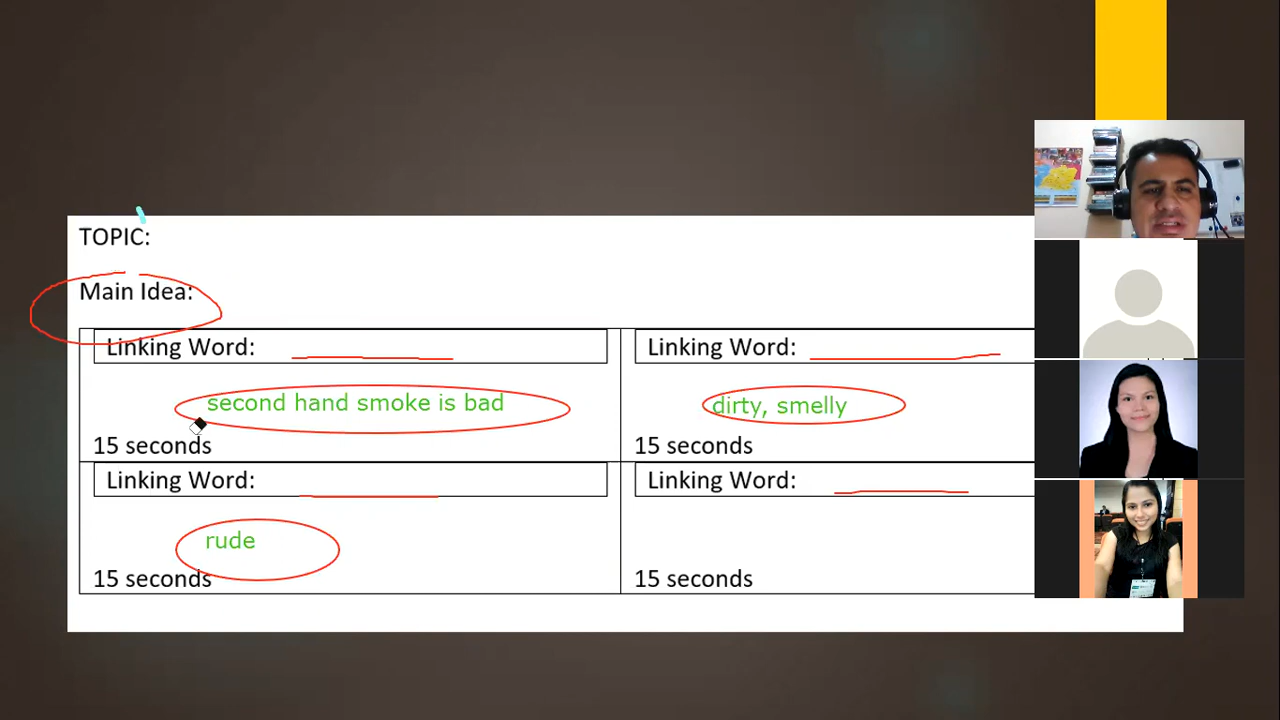 TOPIC:
Main Idea:
Linking Word:
second hand smoke is bad
15 seconds
Linking Word:
dirty, smelly
15 seconds
Linking Word:
rude
15 seconds
Linking Word:
15 seconds